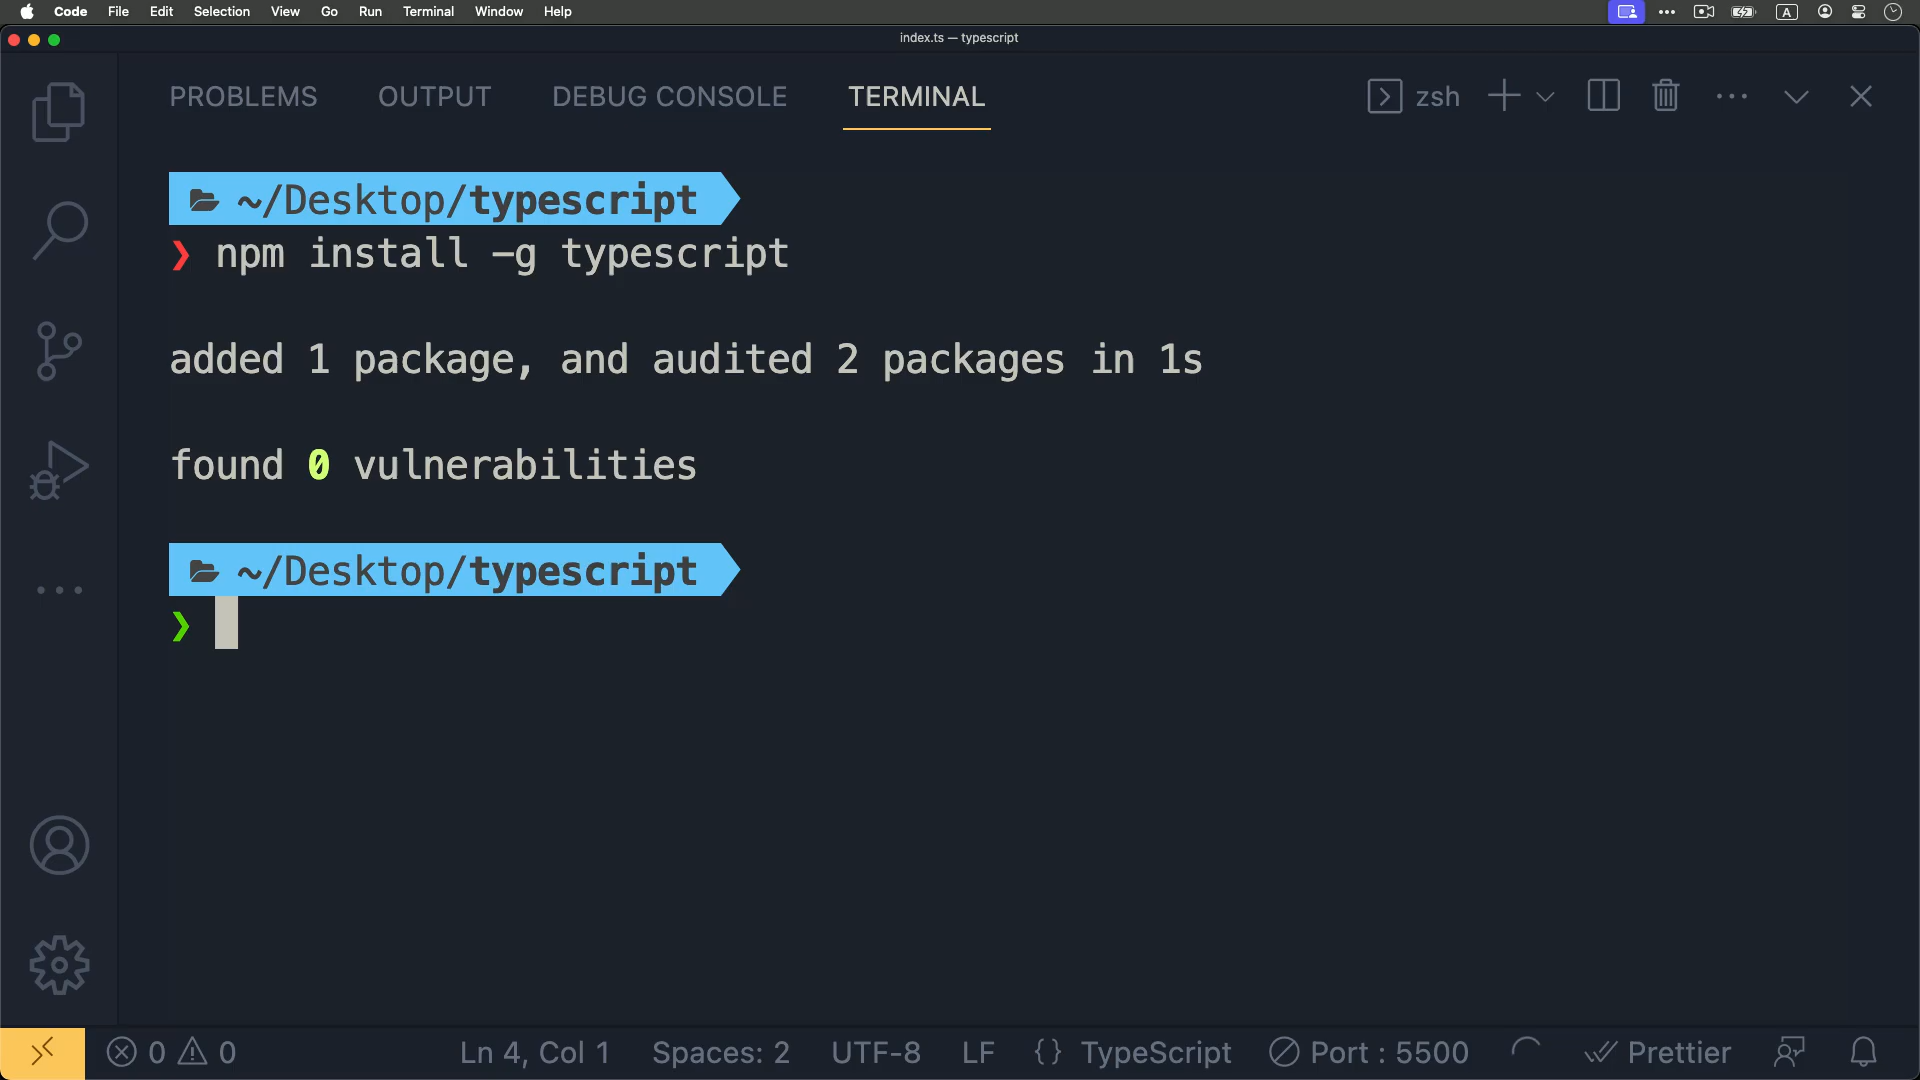 Code File Edit Selection View Go Run Terminal Window Help
A
index.ts — typescript
PROBLEMS OUTPUT DEBUG CONSOLE TERMINAL zsh
~/Desktop/typescript
❯ npm install -g typescript
added 1 package, and audited 2 packages in 1s
found 0 vulnerabilities
~/Desktop/typescript
❯
0 0 Ln 4, Col 1 Spaces: 2 UTF-8 LF {} TypeScript Port : 5500 Prettier